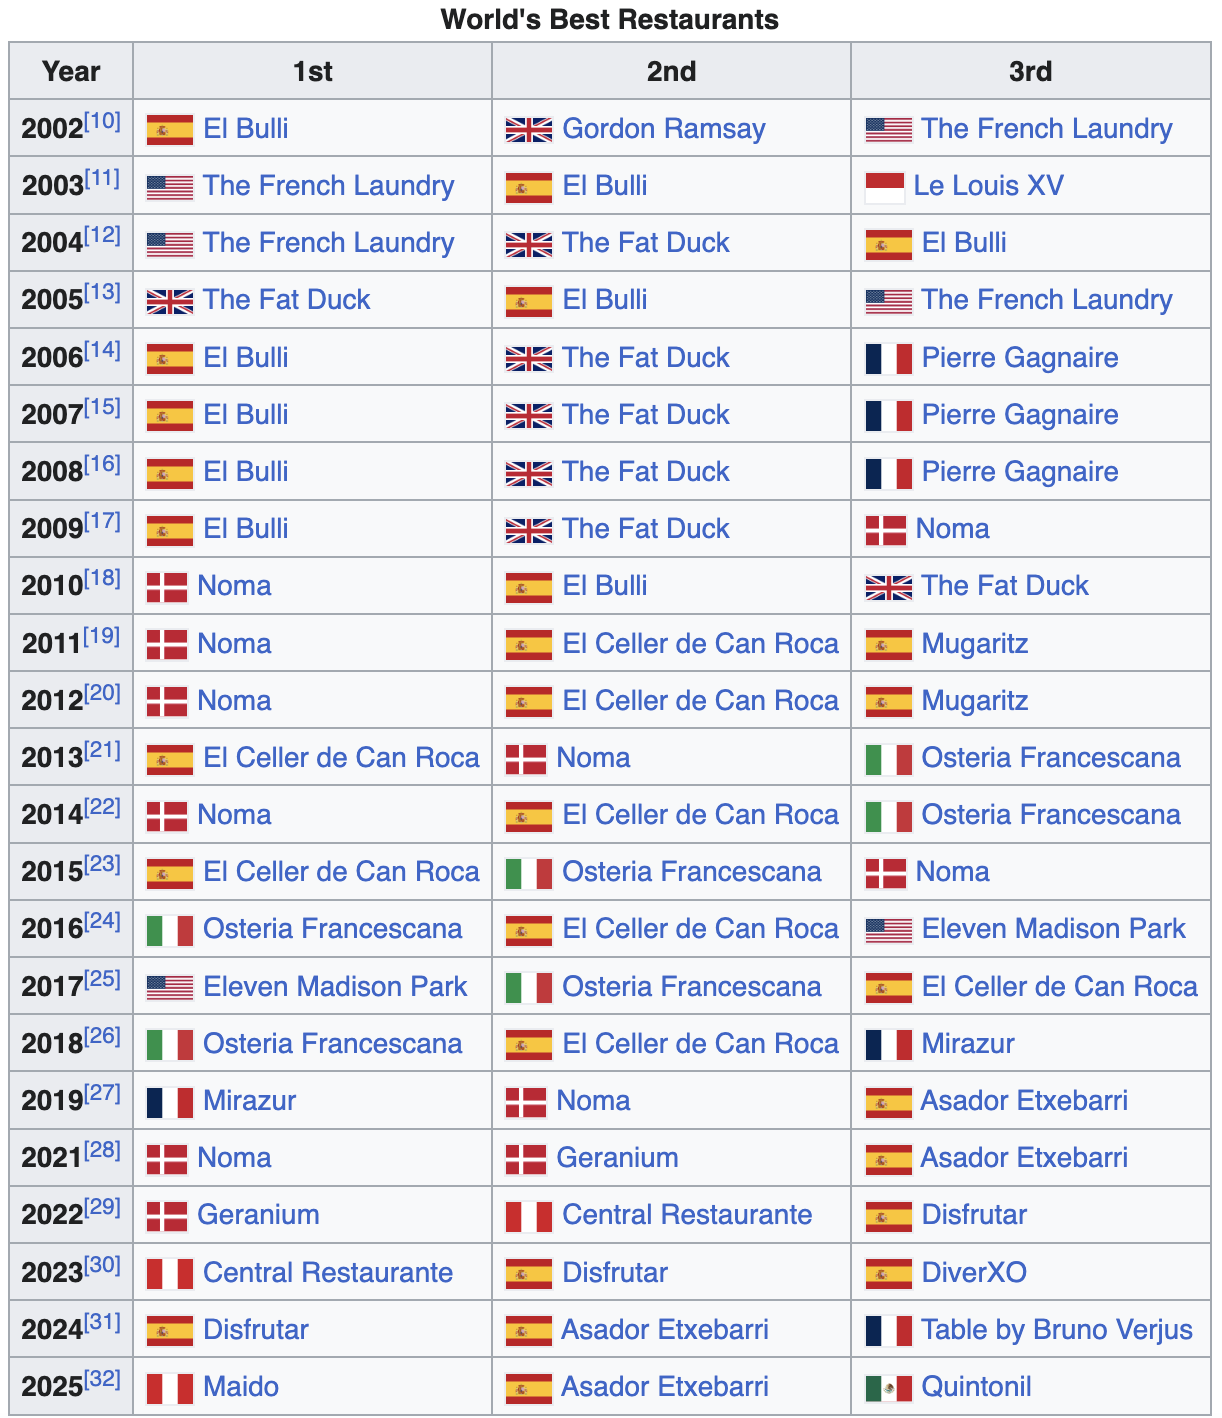 World's Best Restaurants
Year 1st 2nd 3rd
2002[10] El Bulli Gordon Ramsay The French Laundry
2003[11] The French Laundry El Bulli Le Louis XV
2004[12] The French Laundry The Fat Duck El Bulli
2005[13] The Fat Duck El Bulli The French Laundry
2006[14] El Bulli The Fat Duck Pierre Gagnaire
2007[15] El Bulli The Fat Duck Pierre Gagnaire
2008[16] El Bulli The Fat Duck Pierre Gagnaire
2009[17] El Bulli The Fat Duck Noma
2010[18] Noma El Bulli The Fat Duck
2011[19] Noma El Celler de Can Roca Mugaritz
2012[20] Noma El Celler de Can Roca Mugaritz
2013[21] El Celler de Can Roca Noma Osteria Francescana
2014[22] Noma El Celler de Can Roca Osteria Francescana
2015[23] El Celler de Can Roca Osteria Francescana Noma
2016[24] Osteria Francescana El Celler de Can Roca Eleven Madison Park
2017[25] Eleven Madison Park Osteria Francescana El Celler de Can Roca
2018[26] Osteria Francescana El Celler de Can Roca Mirazur
2019[27] Mirazur Noma Asador Etxebarri
2021[28] Noma Geranium Asador Etxebarri
2022[29] Geranium Central Restaurante Disfrutar
2023[30] Central Restaurante Disfrutar DiverXO
2024[31] Disfrutar Asador Etxebarri Table by Bruno Verjus
2025[32] Maido Asador Etxebarri Quintonil